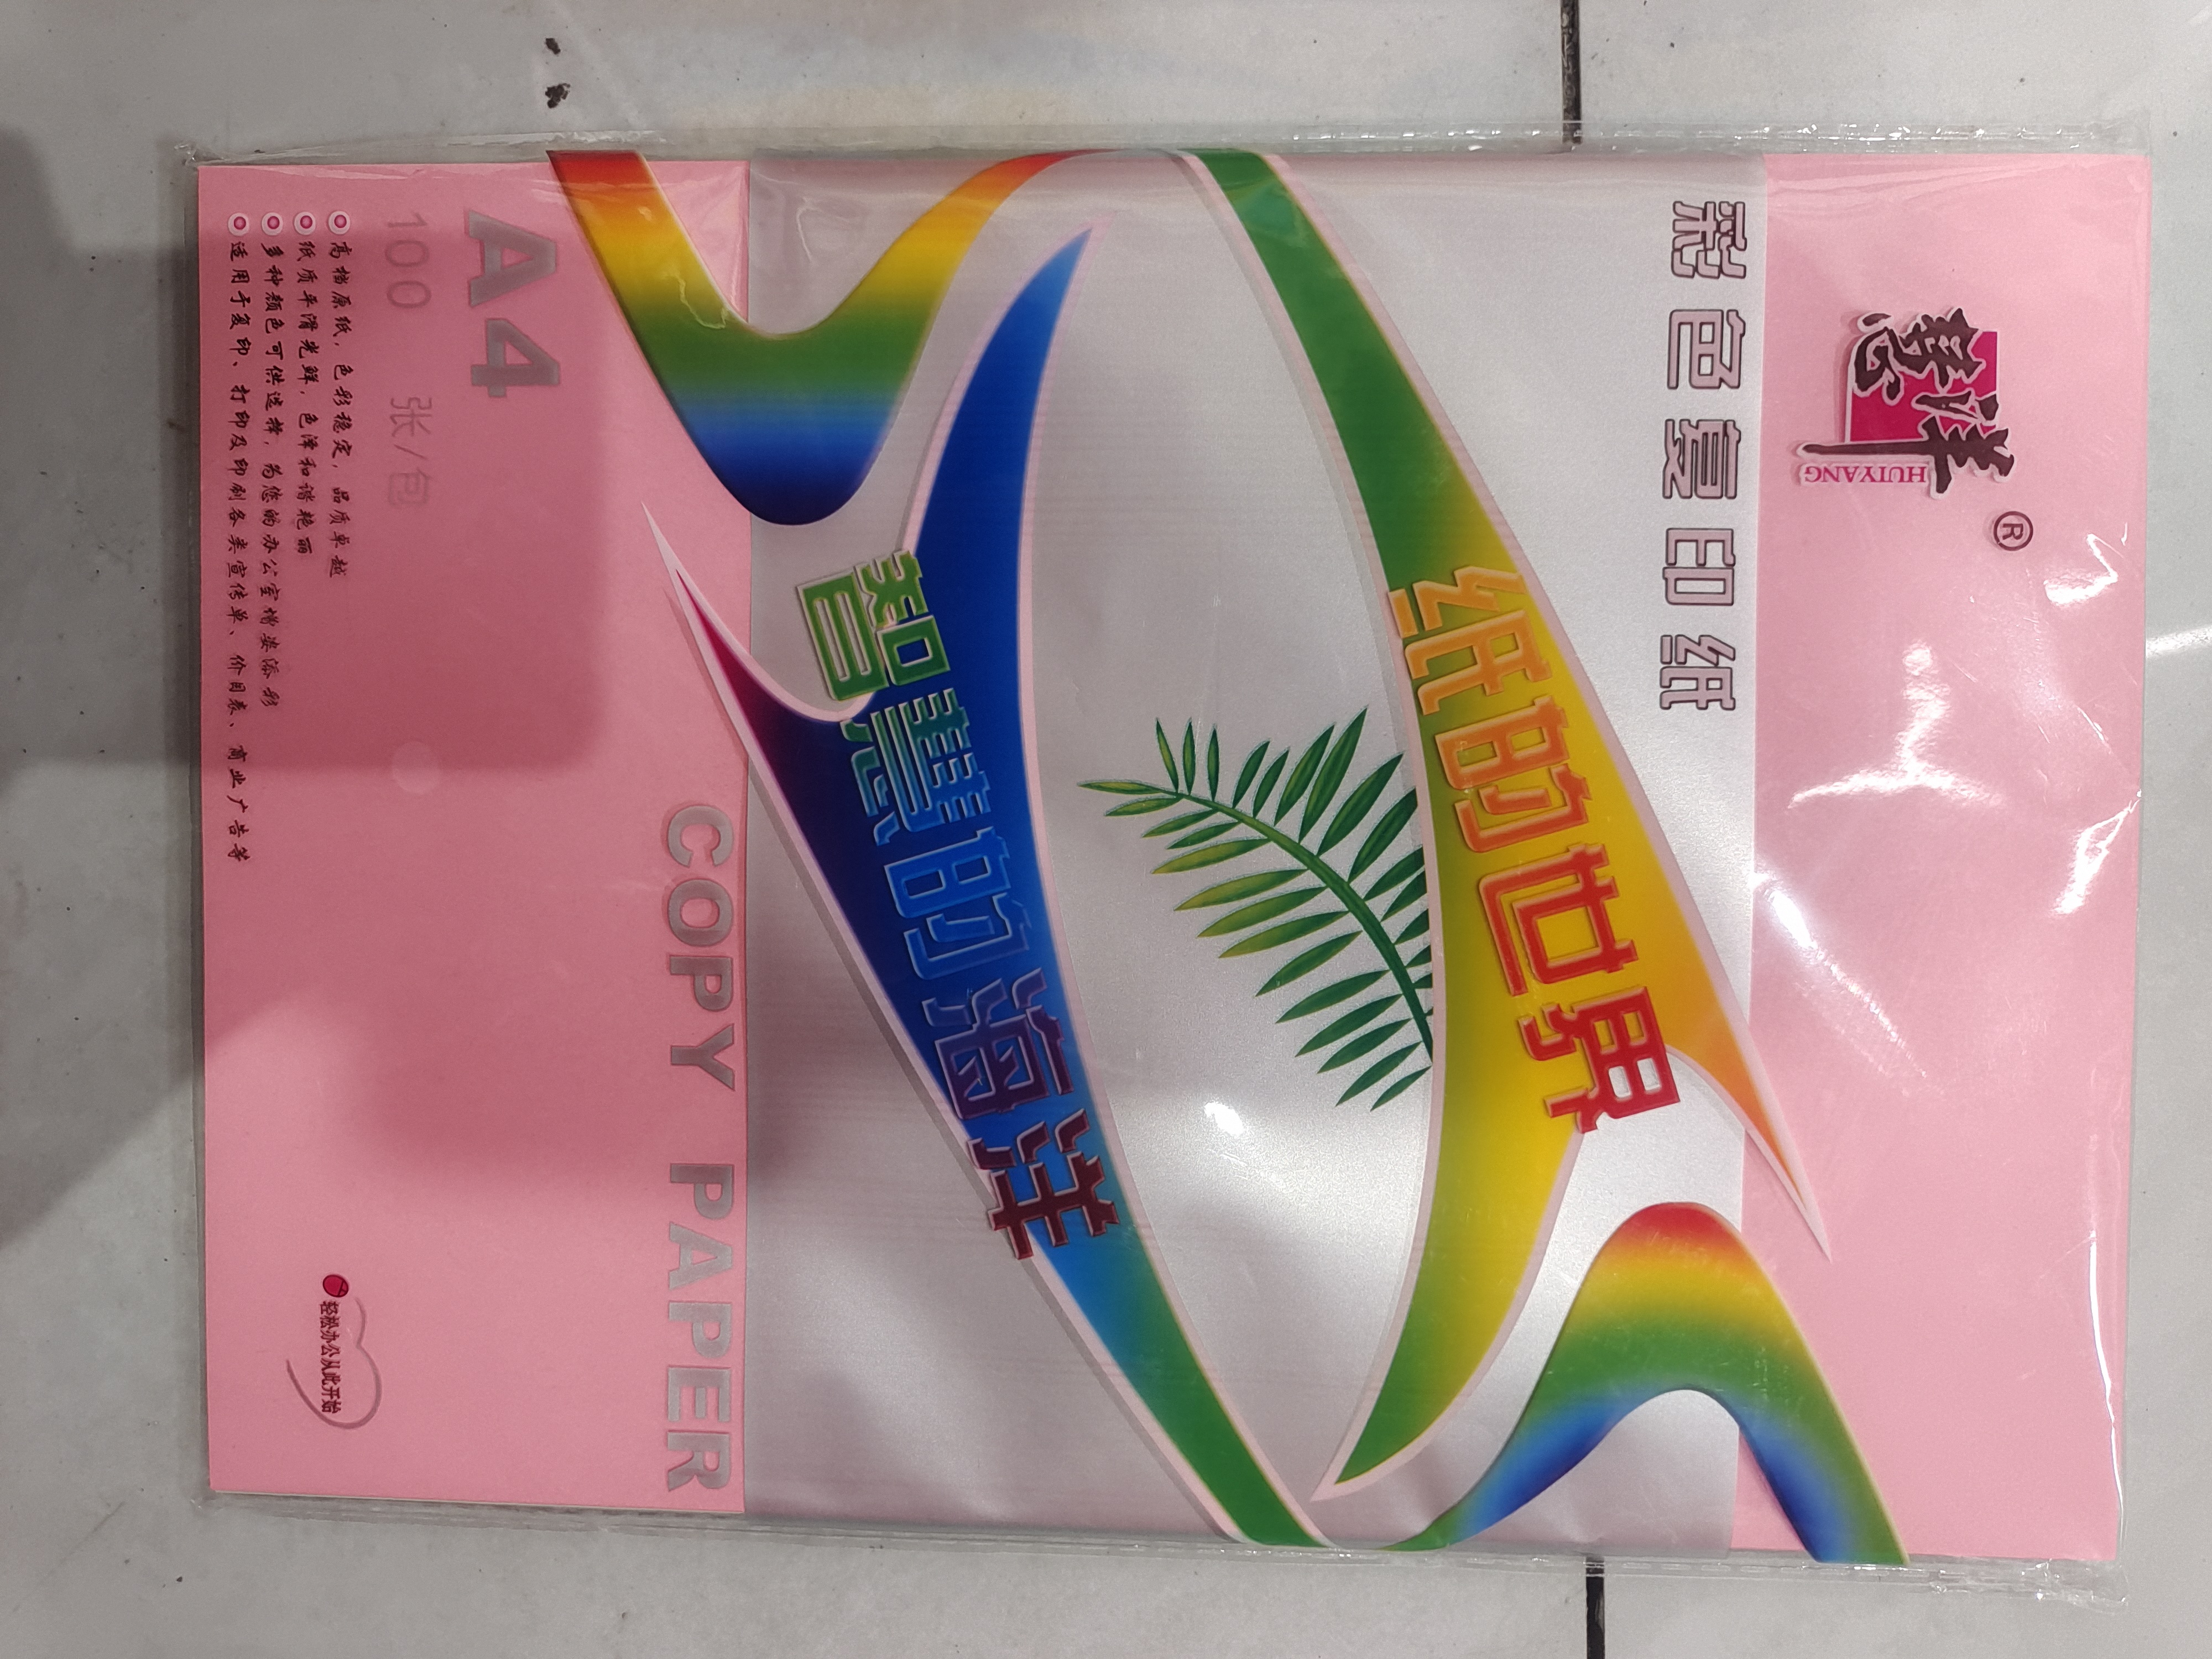 慧洋
HUIYANG
®
彩色复印纸
纸的世界
智慧的海洋
COPY PAPER
A4
100 张/包
高档原纸，色彩稳定，品质卓越
纸质平滑光鲜，色泽和谐艳丽
多种颜色可供选择，为您的办公室增姿添彩
适用于复印、打印及印刷各类宣传单、价目表、商业广告等
轻松办公从此开始